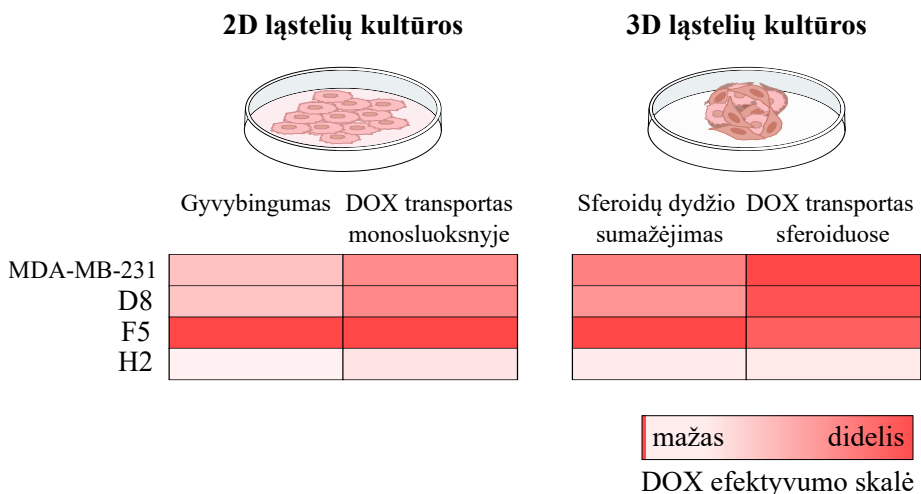 2D ląstelių kultūros
3D ląstelių kultūros
Gyvybingumas
DOX transportas
monosluoksnyje
Sferoidų dydžio
sumažėjimas
DOX transportas
sferoiduose
MDA-MB-231
D8
F5
H2
mažas
didelis
DOX efektyvumo skalė